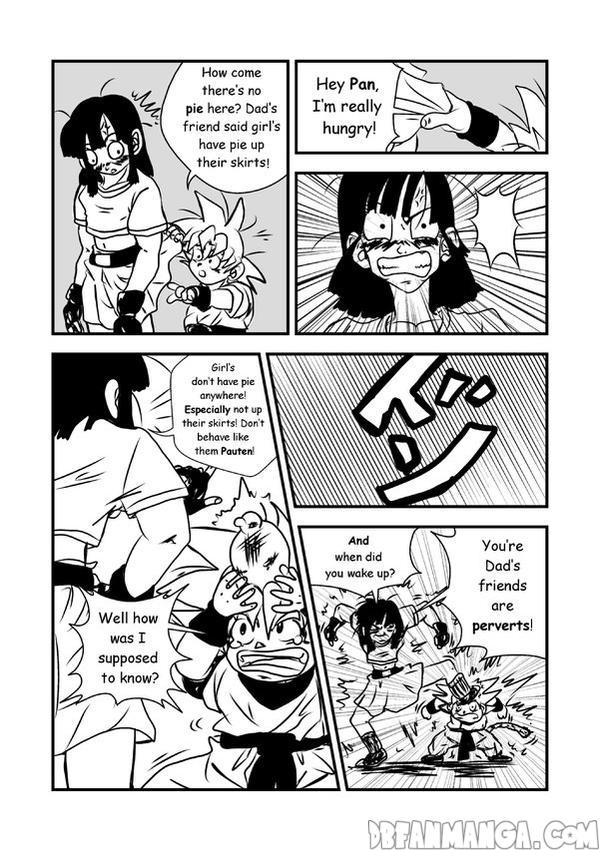 How come
there's no
pie here? Dad's
friend said girl's
have pie up
their skirts!
Hey Pan,
I'm really
hungry!
Girl's
don't have pie
anywhere!
Especially not up
their skirts! Don't
behave like
them Pauten!
Well how
was I
supposed
to know?
And
when did
you wake up?
You're
Dad's
friends
are
perverts!
DBFANMANGA.COM